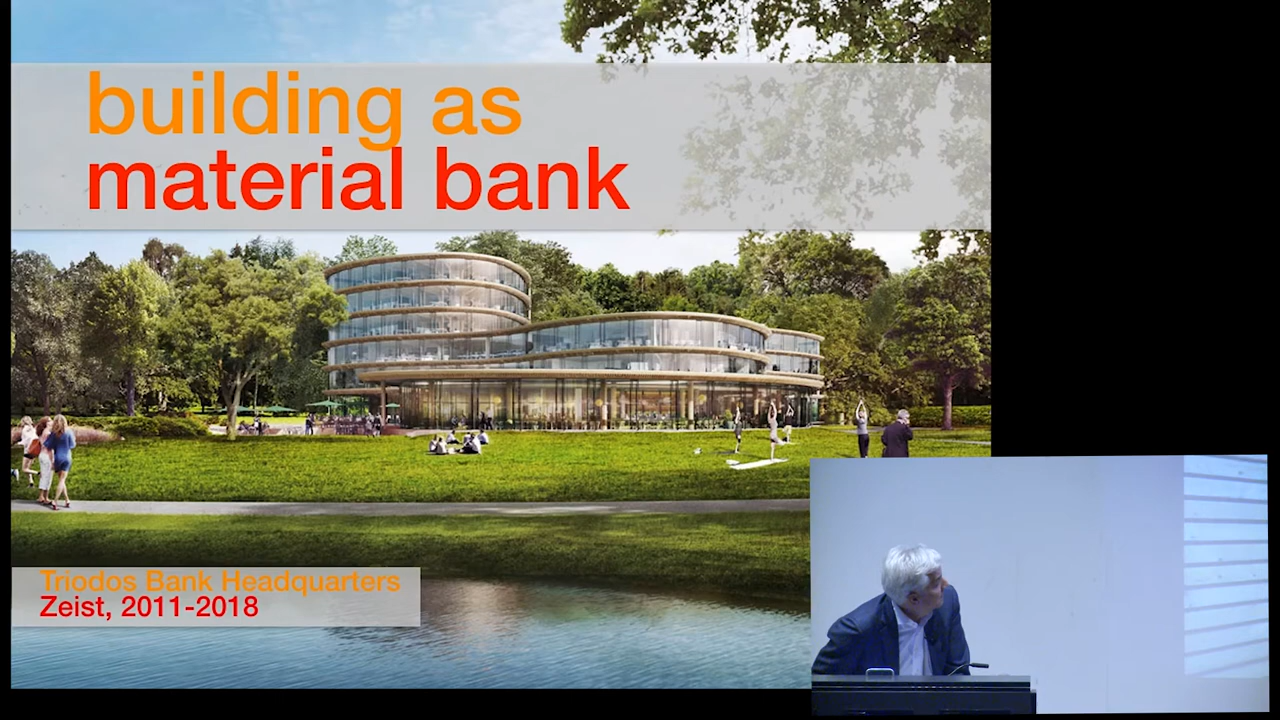 building as
material bank
Triodos Bank Headquarters
Zeist, 2011-2018